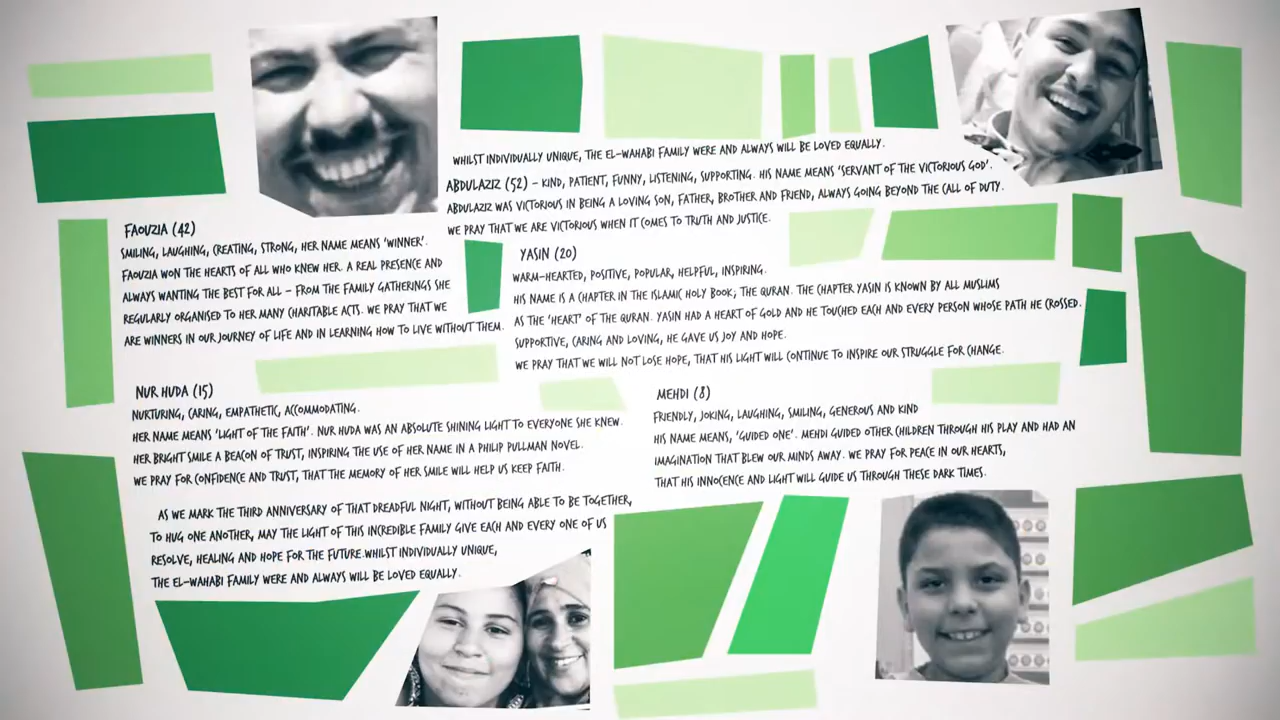 WHILST INDIVIDUALLY UNIQUE, THE EL-WAHABI FAMILY WERE AND ALWAYS WILL BE LOVED EQUALLY.
ABDULAZIZ (52) – KIND, PATIENT, FUNNY, LISTENING, SUPPORTING. HIS NAME MEANS 'SERVANT OF THE VICTORIOUS GOD'.
ABDULAZIZ WAS VICTORIOUS IN BEING A LOVING SON, FATHER, BROTHER AND FRIEND, ALWAYS GOING BEYOND THE CALL OF DUTY.
WE PRAY THAT WE ARE VICTORIOUS WHEN IT COMES TO TRUTH AND JUSTICE.
FAOUZIA (42)
SMILING, LAUGHING, CREATING, STRONG, HER NAME MEANS 'WINNER'.
FAOUZIA WON THE HEARTS OF ALL WHO KNEW HER. A REAL PRESENCE AND
ALWAYS WANTING THE BEST FOR ALL – FROM THE FAMILY GATHERINGS SHE
REGULARLY ORGANISED TO HER MANY CHARITABLE ACTS. WE PRAY THAT WE
ARE WINNERS IN OUR JOURNEY OF LIFE AND IN LEARNING HOW TO LIVE WITHOUT THEM.
YASIN (20)
WARM-HEARTED, POSITIVE, POPULAR, HELPFUL, INSPIRING.
HIS NAME IS A CHAPTER IN THE ISLAMIC HOLY BOOK; THE QURAN. THE CHAPTER YASIN IS KNOWN BY ALL MUSLIMS
AS THE 'HEART' OF THE QURAN. YASIN HAD A HEART OF GOLD AND HE TOUCHED EACH AND EVERY PERSON WHOSE PATH HE CROSSED.
SUPPORTIVE, CARING AND LOVING, HE GAVE US JOY AND HOPE.
WE PRAY THAT WE WILL NOT LOSE HOPE, THAT HIS LIGHT WILL CONTINUE TO INSPIRE OUR STRUGGLE FOR CHANGE.
NUR HUDA (15)
NURTURING, CARING, EMPATHETIC, ACCOMMODATING.
HER NAME MEANS 'LIGHT OF THE FAITH'. NUR HUDA WAS AN ABSOLUTE SHINING LIGHT TO EVERYONE SHE KNEW.
HER BRIGHT SMILE A BEACON OF TRUST, INSPIRING THE USE OF HER NAME IN A PHILIP PULLMAN NOVEL.
WE PRAY FOR CONFIDENCE AND TRUST, THAT THE MEMORY OF HER SMILE WILL HELP US KEEP FAITH.
MEHDI (8)
FRIENDLY, JOKING, LAUGHING, SMILING, GENEROUS AND KIND
HIS NAME MEANS, 'GUIDED ONE'. MEHDI GUIDED OTHER CHILDREN THROUGH HIS PLAY AND HAD AN
IMAGINATION THAT BLEW OUR MINDS AWAY. WE PRAY FOR PEACE IN OUR HEARTS,
THAT HIS INNOCENCE AND LIGHT WILL GUIDE US THROUGH THESE DARK TIMES.
AS WE MARK THE THIRD ANNIVERSARY OF THAT DREADFUL NIGHT, WITHOUT BEING ABLE TO BE TOGETHER,
TO HUG ONE ANOTHER, MAY THE LIGHT OF THIS INCREDIBLE FAMILY GIVE EACH AND EVERY ONE OF US
RESOLVE, HEALING AND HOPE FOR THE FUTURE.WHILST INDIVIDUALLY UNIQUE,
THE EL-WAHABI FAMILY WERE AND ALWAYS WILL BE LOVED EQUALLY.